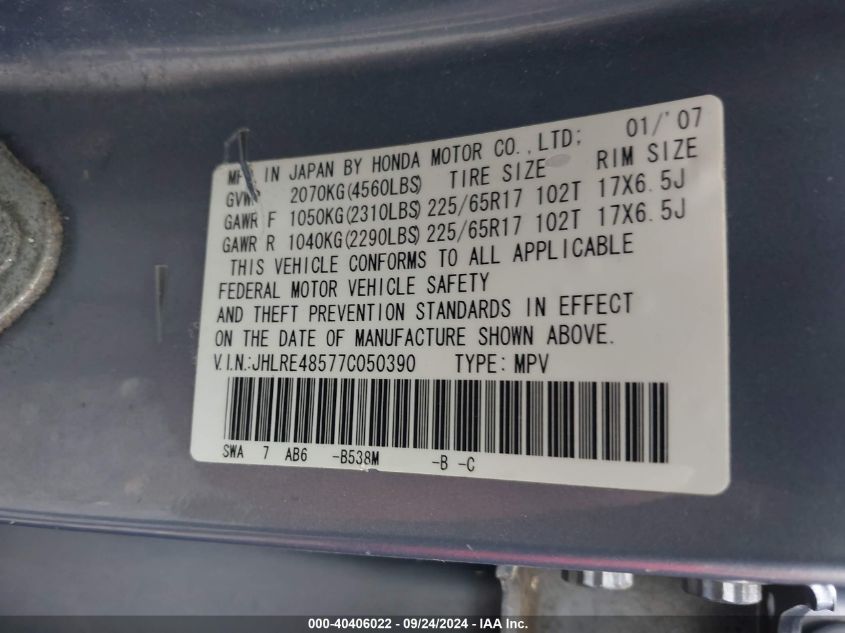 MFD. IN JAPAN BY HONDA MOTOR CO., LTD; 01/'07
GVWR 2070KG(4560LBS) TIRE SIZE RIM SIZE
GAWR F 1050KG(2310LBS) 225/65R17 102T 17X6.5J
GAWR R 1040KG(2290LBS) 225/65R17 102T 17X6.5J
THIS VEHICLE CONFORMS TO ALL APPLICABLE
FEDERAL MOTOR VEHICLE SAFETY
AND THEFT PREVENTION STANDARDS IN EFFECT
ON THE DATE OF MANUFACTURE SHOWN ABOVE.
V.I.N.:JHLRE48577C050390 TYPE: MPV
SWA 7 AB6 -B538M -B -C
000-40406022 - 09/24/2024 - IAA Inc.